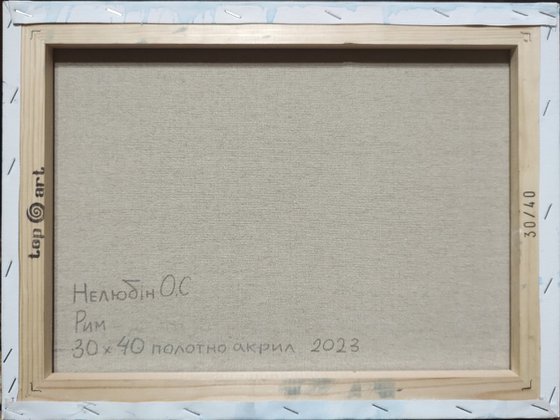 top art
30/40
Нелюбін О.С
Рим
30 x 40 полотно акрил 2023